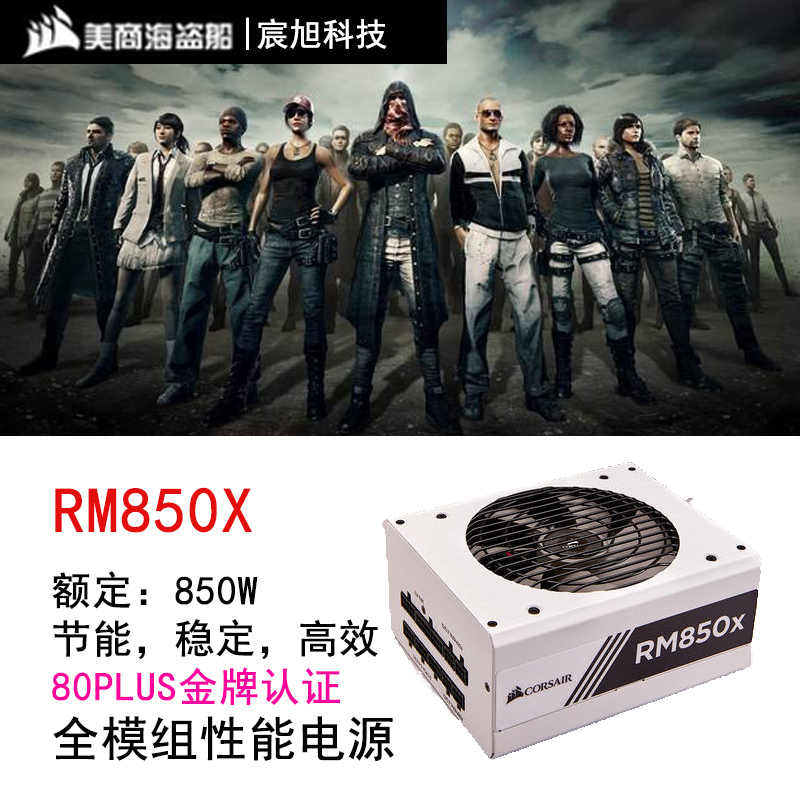 美商海盗船|宸旭科技
RM850X
额定：850W
节能，稳定，高效
80PLUS金牌认证
全模组性能电源
CORSAIR
RM850x